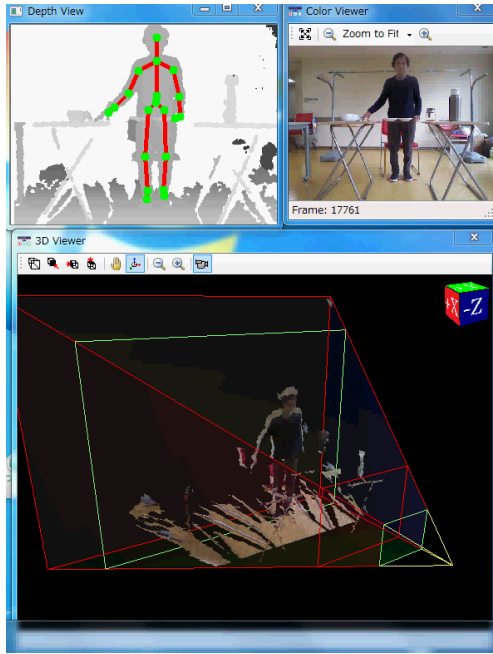 Depth View
Color Viewer
Zoom to Fit
Frame: 17761
3D Viewer
+X
-Z